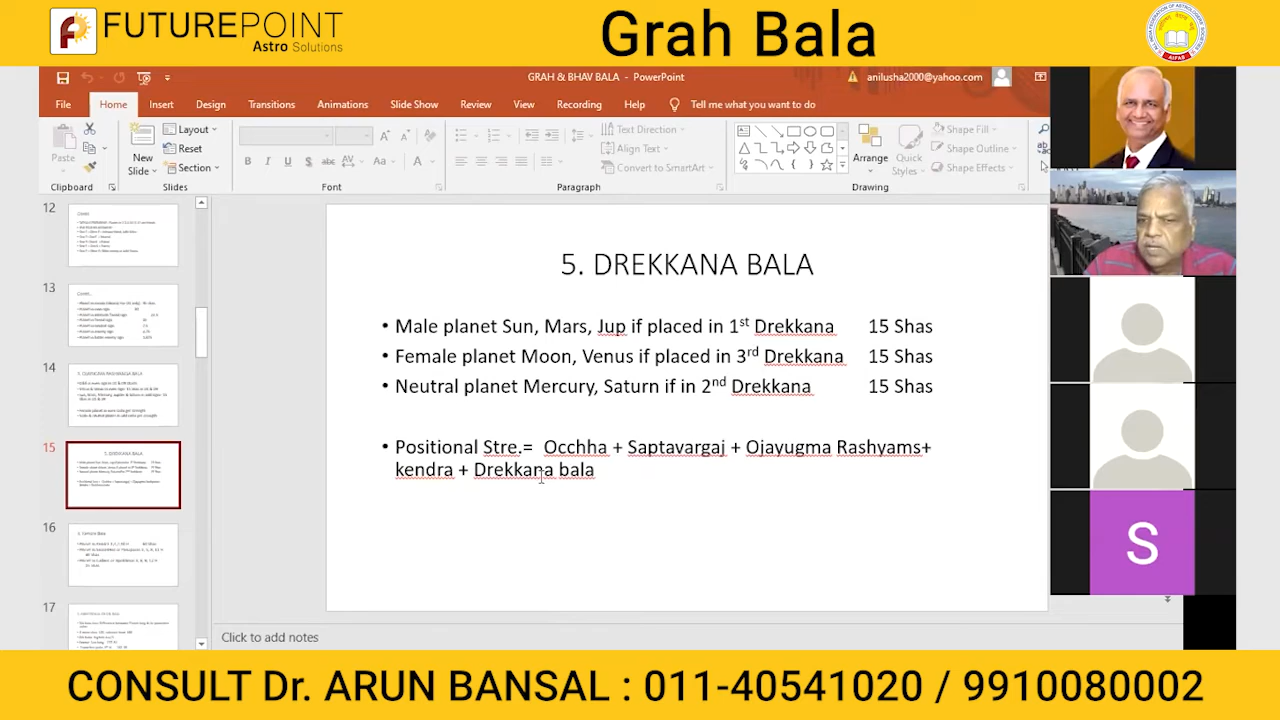 FUTUREPOINT
Astro Solutions
Grah Bala
GRAH & BHAV BALA - PowerPoint
anilusha2000@yahoo.com
File Home Insert Design Transitions Animations Slide Show Review View Recording Help Tell me what you want to do
Paste
New Slide
Layout
Reset
Section
B I U S abc AV Aa A
Text Direction
Align Text
Convert to SmartArt
Arrange
Quick Styles
Shape Fill
Shape Outline
Shape Effects
Clipboard Slides Font Paragraph Drawing
12
13
14
15
16
17
5. DREKKANA BALA
• Male planet Sun, Mars, Jup if placed in 1st Drekkana 15 Shas
• Female planet Moon, Venus if placed in 3rd Drekkana 15 Shas
• Neutral planet Mercury, Saturn if in 2nd Drekkana 15 Shas
• Positional Stre.= Occhha + Saptavargaj + Ojayugma Rashyams+
kendra + Drekkana bala
S
Click to add notes
CONSULT Dr. ARUN BANSAL : 011-40541020 / 9910080002